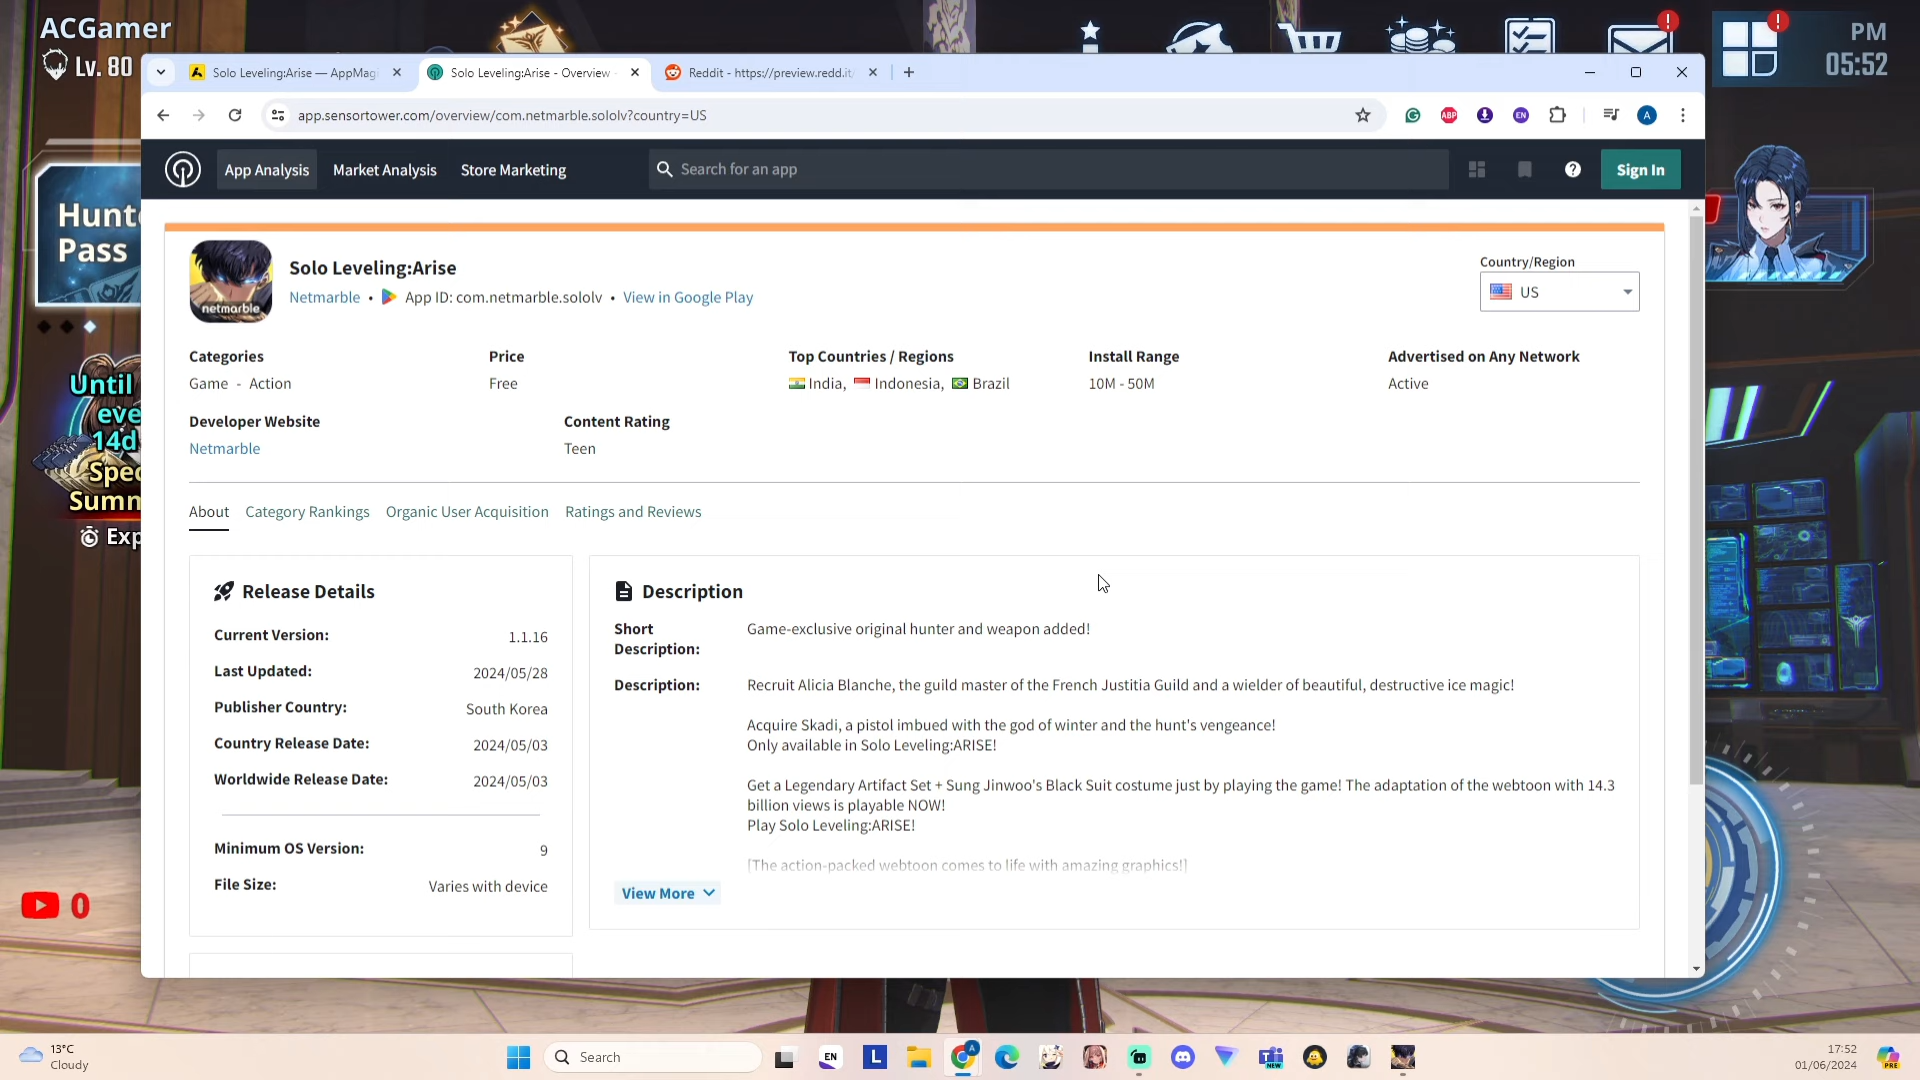 ACGamer
Lv. 80
PM
05:52
Solo Leveling:Arise — AppMagi
Solo Leveling:Arise - Overview
Reddit - https://preview.redd.it/
app.sensortower.com/overview/com.netmarble.sololv?country=US
ABP
EN
A
App Analysis
Market Analysis
Store Marketing
Search for an app
Sign In
Hunte
Pass
netmarble
Solo Leveling:Arise
Netmarble • App ID: com.netmarble.sololv • View in Google Play
Country/Region
US
Categories
Game - Action
Price
Free
Top Countries / Regions
India, Indonesia, Brazil
Install Range
10M - 50M
Advertised on Any Network
Active
Developer Website
Netmarble
Content Rating
Teen
Until
eve
14d
Spec
Summ
Exp
About
Category Rankings
Organic User Acquisition
Ratings and Reviews
Release Details
Current Version: 1.1.16
Last Updated: 2024/05/28
Publisher Country: South Korea
Country Release Date: 2024/05/03
Worldwide Release Date: 2024/05/03
Minimum OS Version: 9
File Size: Varies with device
Description
Short Description: Game-exclusive original hunter and weapon added!
Description: Recruit Alicia Blanche, the guild master of the French Justitia Guild and a wielder of beautiful, destructive ice magic!
Acquire Skadi, a pistol imbued with the god of winter and the hunt's vengeance!
Only available in Solo Leveling:ARISE!
Get a Legendary Artifact Set + Sung Jinwoo's Black Suit costume just by playing the game! The adaptation of the webtoon with 14.3
billion views is playable NOW!
Play Solo Leveling:ARISE!
[The action-packed webtoon comes to life with amazing graphics!]
View More
0
13°C
Cloudy
Search
EN
L
A
NEW
17:52
01/06/2024
PRE